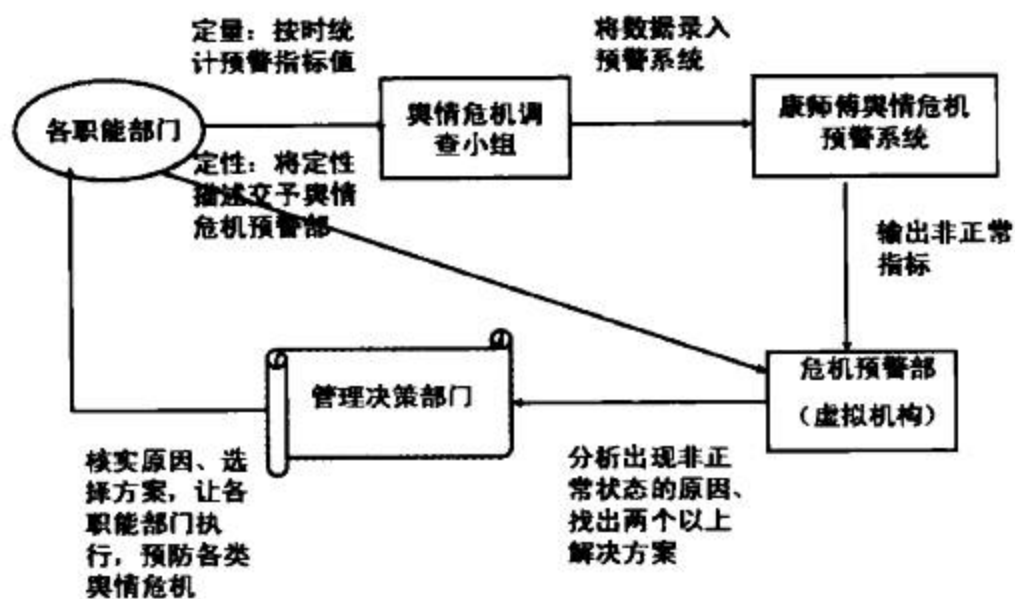 定量：按时统
计预警指标值
将数据录入
预警系统
各职能部门
舆情危机调
查小组
康师傅舆情危机
预警系统
定性：将定性
描述交予舆情
危机预警部
输出非正常
指标
危机预警部
（虚拟机构）
管理决策部门
核实原因、选
择方案，让各
职能部门执
行，预防各类
舆情危机
分析出现非正
常状态的原因、
找出两个以上
解决方案